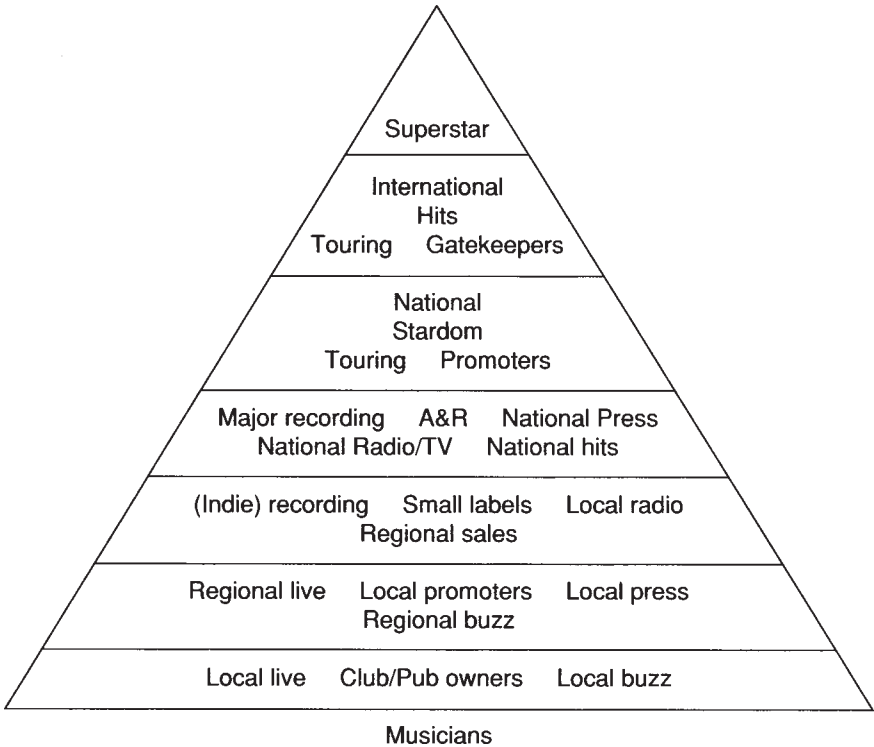 Superstar
International
Hits
Touring Gatekeepers
National
Stardom
Touring Promoters
Major recording A&R National Press
National Radio/TV National hits
(Indie) recording Small labels Local radio
Regional sales
Regional live Local promoters Local press
Regional buzz
Local live Club/Pub owners Local buzz
Musicians